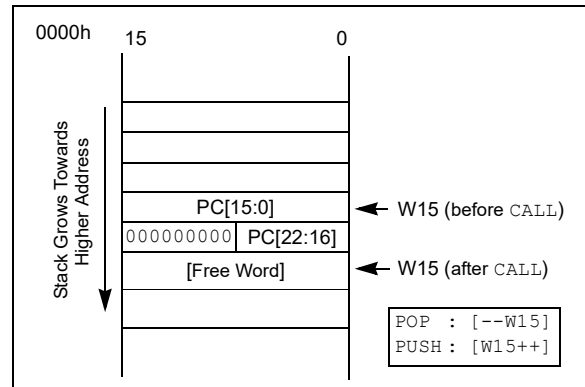 0000h
15 0
Stack Grows Towards
Higher Address
PC[15:0]
W15 (before CALL)
000000000 PC[22:16]
[Free Word]
W15 (after CALL)
POP : [--W15]
PUSH : [W15++]